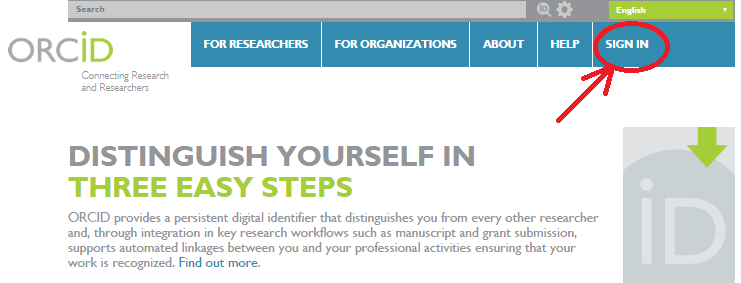 Search
English
ORCiD
Connecting Research
and Researchers
FOR RESEARCHERS
FOR ORGANIZATIONS
ABOUT
HELP
SIGN IN
DISTINGUISH YOURSELF IN
THREE EASY STEPS
ORCID provides a persistent digital identifier that distinguishes you from every other researcher
and, through integration in key research workflows such as manuscript and grant submission,
supports automated linkages between you and your professional activities ensuring that your
work is recognized. Find out more.
iD
iD